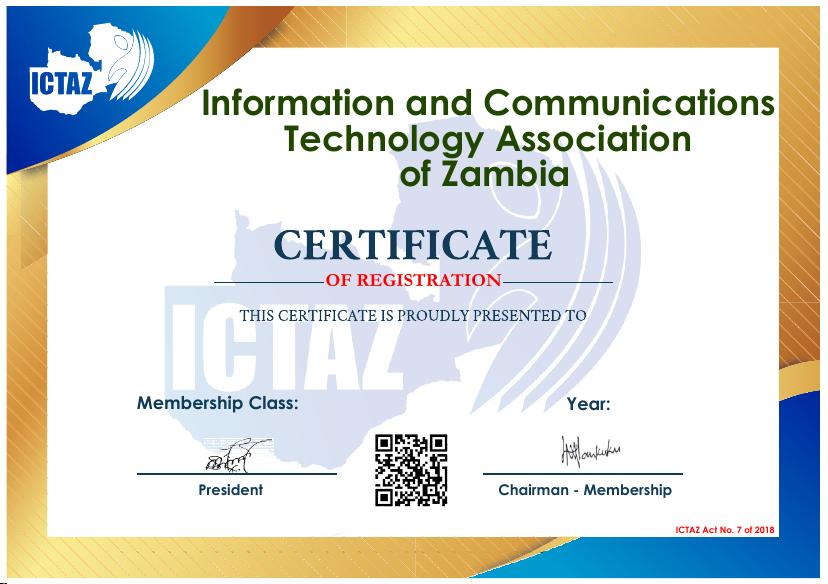 ICTAZ
Information and Communications
Technology Association
of Zambia
CERTIFICATE
OF REGISTRATION
THIS CERTIFICATE IS PROUDLY PRESENTED TO
ICTAZ
Membership Class:
Year:
President
Chairman - Membership
ICTAZ Act No. 7 of 2018